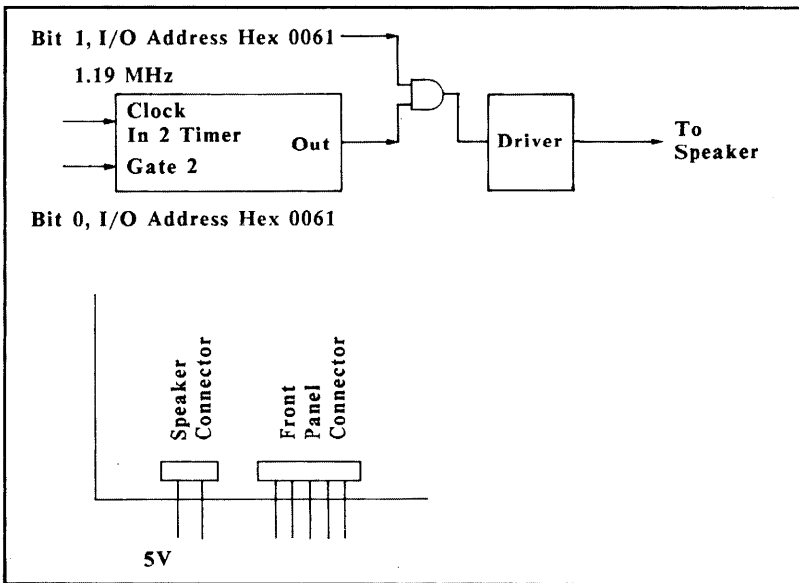 Bit 1, I/O Address Hex 0061
1.19 MHz
Clock
In 2 Timer
Out
Gate 2
Driver
To
Speaker
Bit 0, I/O Address Hex 0061
Speaker
Connector
Front
Panel
Connector
5V